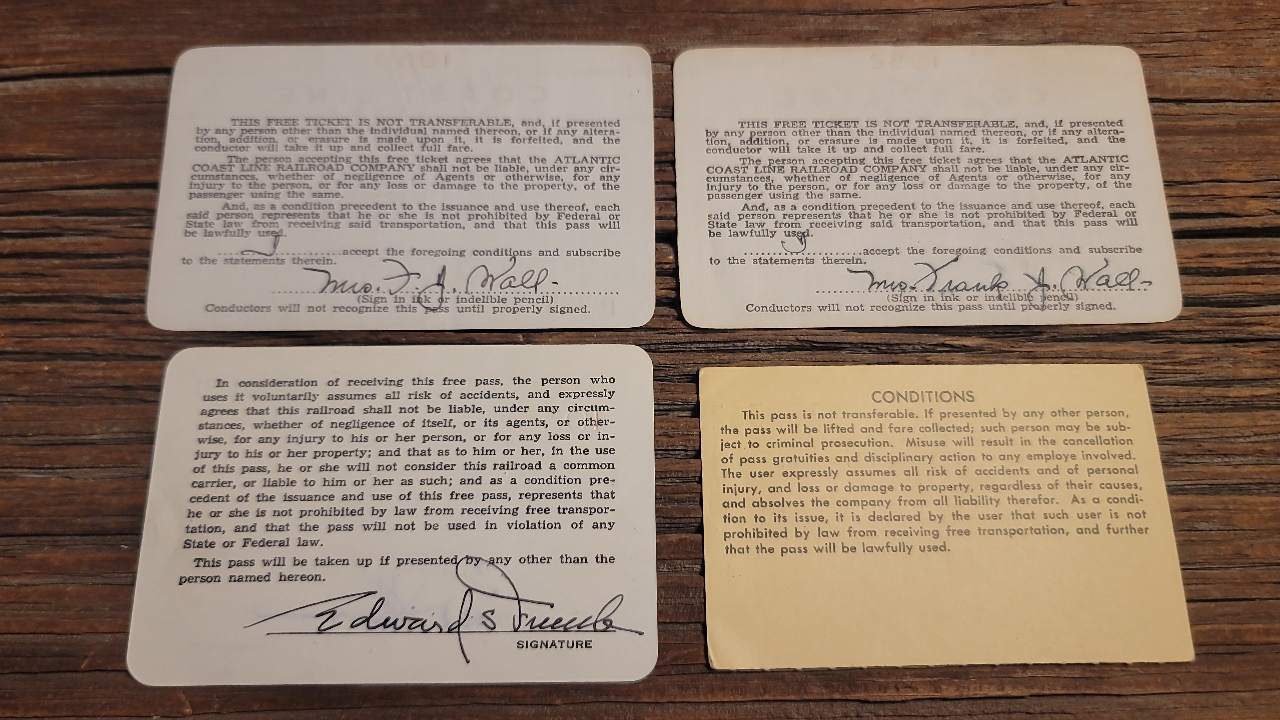 THIS FREE TICKET IS NOT TRANSFERABLE, and, if presented
by any person other than the individual named thereon, or if any altera-
tion, addition, or erasure is made upon it, it is forfeited, and the
conductor will take it up and collect full fare.
The person accepting this free ticket agrees that the ATLANTIC
COAST LINE RAILROAD COMPANY shall not be liable, under any cir-
cumstances, whether of negligence of Agents or otherwise, for any
injury to the person, or for any loss or damage to the property, of the
passenger using the same.
And, as a condition precedent to the issuance and use thereof, each
said person represents that he or she is not prohibited by Federal or
State law from receiving said transportation, and that this pass will
be lawfully used.
accept the foregoing conditions and subscribe
to the statements therein.
Mrs. F. J. Wall
(Sign in ink or indelible pencil)
Conductors will not recognize this pass until properly signed.
THIS FREE TICKET IS NOT TRANSFERABLE, and, if presented
by any person other than the individual named thereon, or if any altera-
tion, addition, or erasure is made upon it, it is forfeited, and the
conductor will take it up and collect full fare.
The person accepting this free ticket agrees that the ATLANTIC
COAST LINE RAILROAD COMPANY shall not be liable, under any cir-
cumstances, whether of negligence of Agents or otherwise, for any
injury to the person, or for any loss or damage to the property, of the
passenger using the same.
And, as a condition precedent to the issuance and use thereof, each
said person represents that he or she is not prohibited by Federal or
State law from receiving said transportation, and that this pass will
be lawfully used.
accept the foregoing conditions and subscribe
to the statements therein.
Mrs. Frank J. Wall
(Sign in ink or indelible pencil)
Conductors will not recognize this pass until properly signed.
In consideration of receiving this free pass, the person who
uses it voluntarily assumes all risk of accidents, and expressly
agrees that this railroad shall not be liable, under any circum-
stances, whether of negligence of itself, or its agents, or other-
wise, for any injury to his or her person, or for any loss or in-
jury to his or her property; and that as to him or her, in the use
of this pass, he or she will not consider this railroad a common
carrier, or liable to him or her as such; and as a condition pre-
cedent of the issuance and use of this free pass, represents that
he or she is not prohibited by law from receiving free transpor-
tation, and that the pass will not be used in violation of any
State or Federal law.
This pass will be taken up if presented by any other than the
person named hereon.
Edward S
SIGNATURE
CONDITIONS
This pass is not transferable. If presented by any other person,
the pass will be lifted and fare collected; such person may be sub-
ject to criminal prosecution. Misuse will result in the cancellation
of pass gratuities and disciplinary action to any employe involved.
The user expressly assumes all risk of accidents and of personal
injury, and loss or damage to property, regardless of their causes,
and absolves the company from all liability therefor. As a condi-
tion to its issue, it is declared by the user that such user is not
prohibited by law from receiving free transportation, and further
that the pass will be lawfully used.